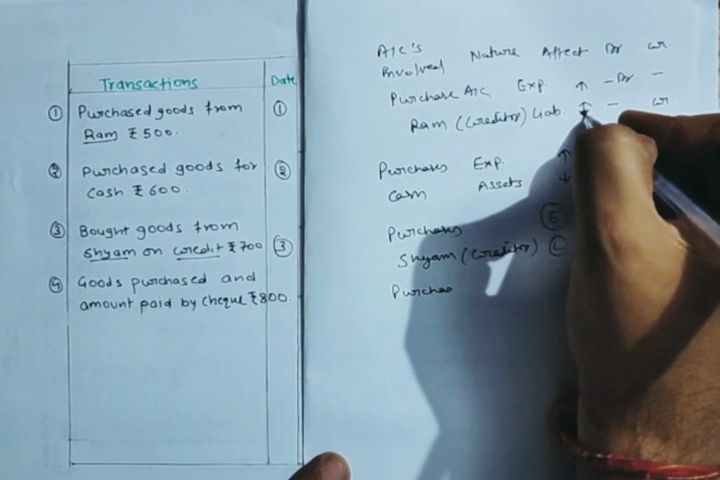 Transactions Date
① Purchased goods from ①
Ram ₹500.
② Purchased goods for ②
cash ₹600.
③ Bought goods from
Shyam on credit ₹700 ③
④ Goods purchased and
amount paid by cheque ₹800.
A/C's
Involved Nature Affect Dr Cr.
Purchase A/C Exp. ↑ - Dr -
Ram (Creditor) Liab. ↑ - Cr
Purchases Exp. ↑
Cash Assets ↓
Purchases Ⓔ
Shyam (Creditor) Ⓛ
Purchas